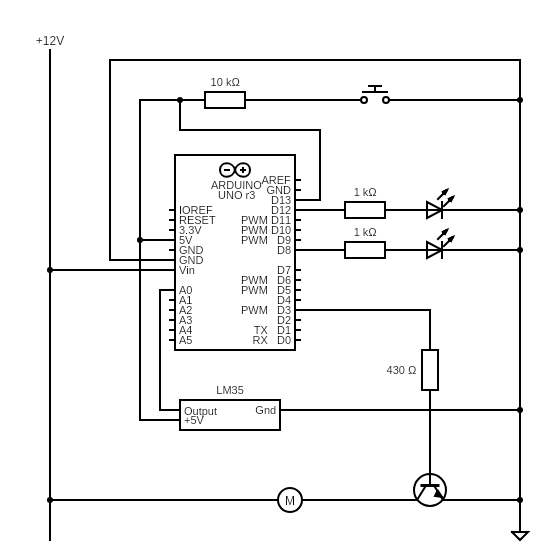 +12V
10 kΩ
ARDUINO
UNO r3
AREF
GND
D13
IOREF
D12
RESET
PWM D11
3.3V
PWM D10
5V
PWM D9
GND
D8
GND
Vin
D7
PWM D6
A0
PWM D5
A1
D4
A2
PWM D3
A3
D2
A4
TX D1
A5
RX D0
1 kΩ
1 kΩ
430 Ω
LM35
Output
Gnd
+5V
M